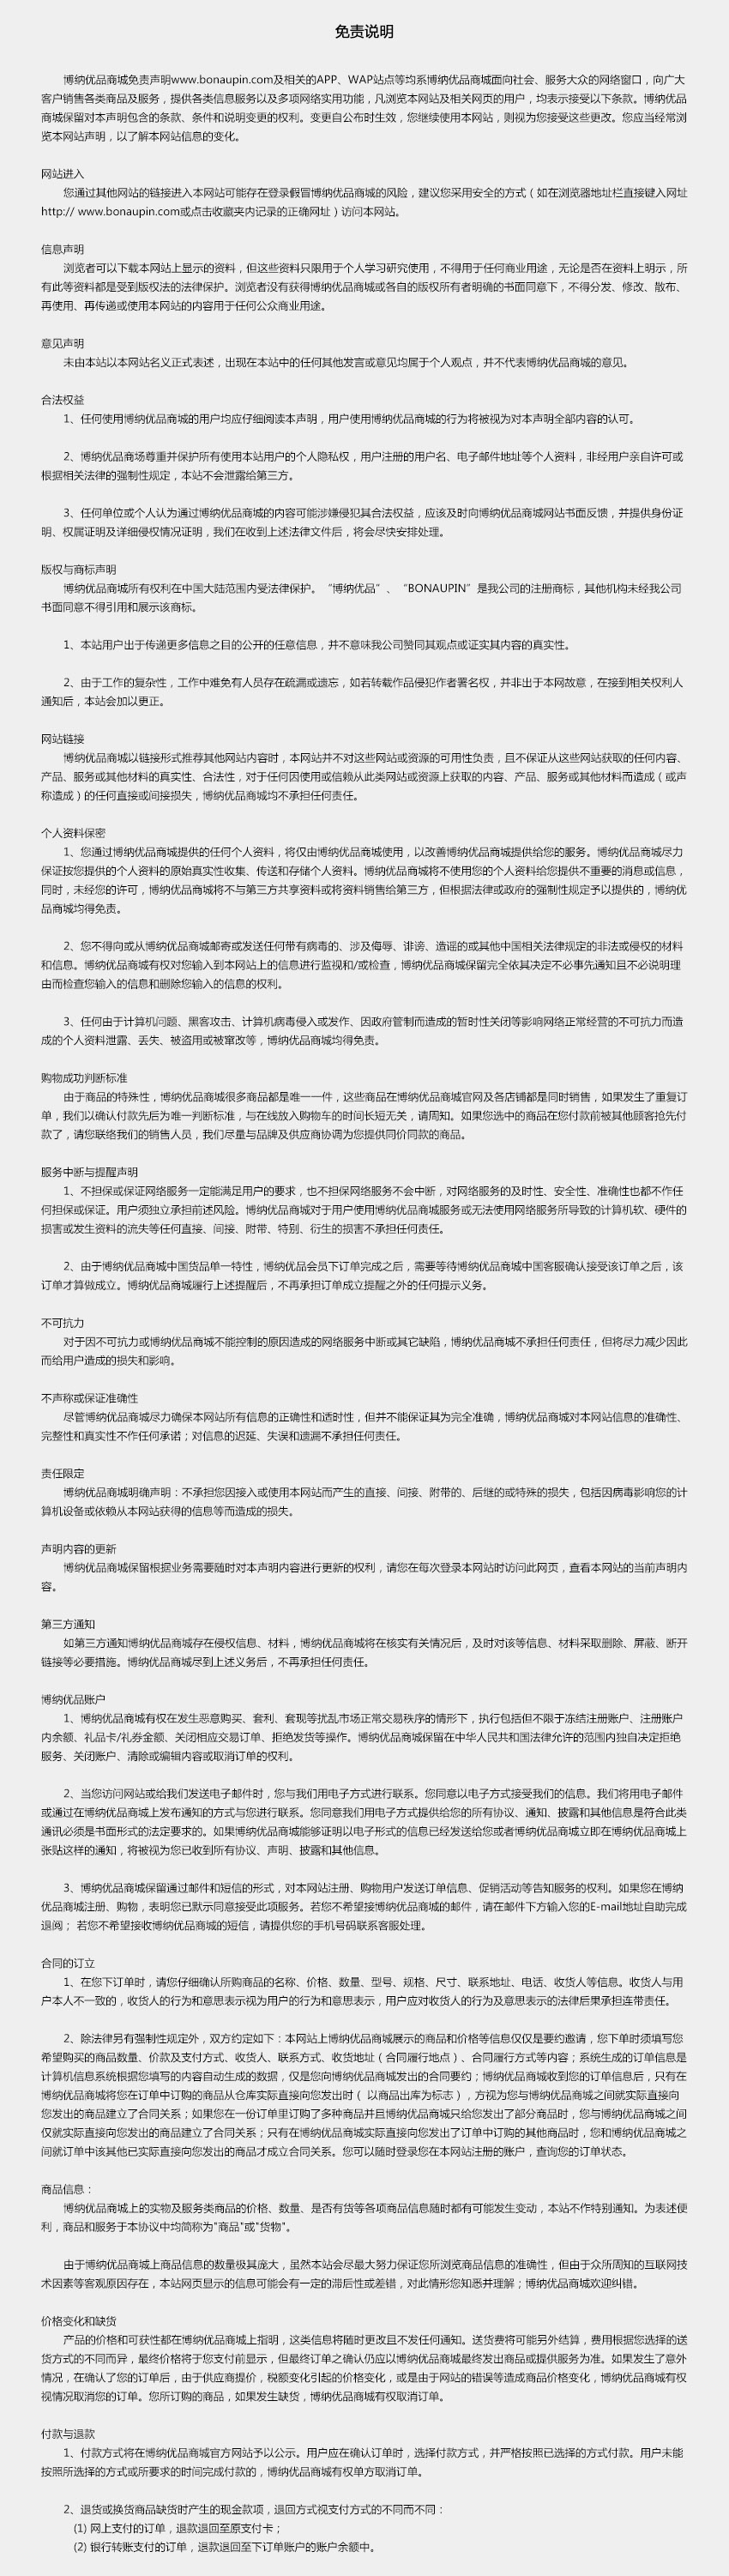 免责说明
博纳优品商城免责声明www.bonaupin.com及相关的APP、WAP站点等均系博纳优品商城面向社会、服务大众的网络窗口，向广大
客户销售各类商品及服务，提供各类信息服务以及多项网络实用功能，凡浏览本网站及相关网页的用户，均表示接受以下条款。博纳优品
商城保留对本声明包含的条款、条件和说明变更的权利。变更自公布时生效，您继续使用本网站，则视为您接受这些更改。您应当经常浏
览本网站声明，以了解本网站信息的变化。
网站进入
您通过其他网站的链接进入本网站可能存在登录假冒博纳优品商城的风险，建议您采用安全的方式（如在浏览器地址栏直接键入网址
http:// www.bonaupin.com或点击收藏夹内记录的正确网址）访问本网站。
信息声明
浏览者可以下载本网站上显示的资料，但这些资料只限用于个人学习研究使用，不得用于任何商业用途，无论是否在资料上明示，所
有此等资料都是受到版权法的法律保护。浏览者没有获得博纳优品商城或各自的版权所有者明确的书面同意下，不得分发、修改、散布、
再使用、再传递或使用本网站的内容用于任何公众商业用途。
意见声明
未由本站以本网站名义正式表述，出现在本站中的任何其他发言或意见均属于个人观点，并不代表博纳优品商城的意见。
合法权益
1、任何使用博纳优品商城的用户均应仔细阅读本声明，用户使用博纳优品商城的行为将被视为对本声明全部内容的认可。
2、博纳优品商场尊重并保护所有使用本站用户的个人隐私权，用户注册的用户名、电子邮件地址等个人资料，非经用户亲自许可或
根据相关法律的强制性规定，本站不会泄露给第三方。
3、任何单位或个人认为通过博纳优品商城的内容可能涉嫌侵犯其合法权益，应该及时向博纳优品商城网站书面反馈，并提供身份证
明、权属证明及详细侵权情况证明，我们在收到上述法律文件后，将会尽快安排处理。
版权与商标声明
博纳优品商城所有权利在中国大陆范围内受法律保护。“博纳优品”、“BONAUPIN”是我公司的注册商标，其他机构未经我公司
书面同意不得引用和展示该商标。
1、本站用户出于传递更多信息之目的公开的任意信息，并不意味我公司赞同其观点或证实其内容的真实性。
2、由于工作的复杂性，工作中难免有人员存在疏漏或遗忘，如若转载作品侵犯作者署名权，并非出于本网故意，在接到相关权利人
通知后，本站会加以更正。
网站链接
博纳优品商城以链接形式推荐其他网站内容时，本网站并不对这些网站或资源的可用性负责，且不保证从这些网站获取的任何内容、
产品、服务或其他材料的真实性、合法性，对于任何因使用或信赖从此类网站或资源上获取的内容、产品、服务或其他材料而造成（或声
称造成）的任何直接或间接损失，博纳优品商城均不承担任何责任。
个人资料保密
1、您通过博纳优品商城提供的任何个人资料，将仅由博纳优品商城使用，以改善博纳优品商城提供给您的服务。博纳优品商城尽力
保证按您提供的个人资料的原始真实性收集、传送和存储个人资料。博纳优品商城将不使用您的个人资料给您提供不重要的消息或信息，
同时，未经您的许可，博纳优品商城将不与第三方共享资料或将资料销售给第三方，但根据法律或政府的强制性规定予以提供的，博纳优
品商城均得免责。
2、您不得向或从博纳优品商城邮寄或发送任何带有病毒的、涉及侮辱、诽谤、造谣的或其他中国相关法律规定的非法或侵权的材料
和信息。博纳优品商城有权对您输入到本网站上的信息进行监视和/或检查，博纳优品商城保留完全依其决定不必事先通知且不必说明理
由而检查您输入的信息和删除您输入的信息的权利。
3、任何由于计算机问题、黑客攻击、计算机病毒侵入或发作、因政府管制而造成的暂时性关闭等影响网络正常经营的不可抗力而造
成的个人资料泄露、丢失、被盗用或被窜改等，博纳优品商城均得免责。
购物成功判断标准
由于商品的特殊性，博纳优品商城很多商品都是唯一一件，这些商品在博纳优品商城官网及各店铺都是同时销售，如果发生了重复订
单，我们以确认付款先后为唯一判断标准，与在线放入购物车的时间长短无关，请周知。如果您选中的商品在您付款前被其他顾客抢先付
款了，请您联络我们的销售人员，我们尽量与品牌及供应商协调为您提供同价同款的商品。
服务中断与提醒声明
1、不担保或保证网络服务一定能满足用户的要求，也不担保网络服务不会中断，对网络服务的及时性、安全性、准确性也都不作任
何担保或保证。用户须独立承担前述风险。博纳优品商城对于用户使用博纳优品商城服务或无法使用网络服务所导致的计算机软、硬件的
损害或发生资料的流失等任何直接、间接、附带、特别、衍生的损害不承担任何责任。
2、由于博纳优品商城中国货品单一特性，博纳优品会员下订单完成之后，需要等待博纳优品商城中国客服确认接受该订单之后，该
订单才算做成立。博纳优品商城履行上述提醒后，不再承担订单成立提醒之外的任何提示义务。
不可抗力
对于因不可抗力或博纳优品商城不能控制的原因造成的网络服务中断或其它缺陷，博纳优品商城不承担任何责任，但将尽力减少因此
而给用户造成的损失和影响。
不声称或保证准确性
尽管博纳优品商城尽力确保本网站所有信息的正确性和适时性，但并不能保证其为完全准确，博纳优品商城对本网站信息的准确性、
完整性和真实性不作任何承诺；对信息的迟延、失误和遗漏不承担任何责任。
责任限定
博纳优品商城明确声明：不承担您因接入或使用本网站而产生的直接、间接、附带的、后继的或特殊的损失，包括因病毒影响您的计
算机设备或依赖从本网站获得的信息等而造成的损失。
声明内容的更新
博纳优品商城保留根据业务需要随时对本声明内容进行更新的权利，请您在每次登录本网站时访问此网页，查看本网站的当前声明内
容。
第三方通知
如第三方通知博纳优品商城存在侵权信息、材料，博纳优品商城将在核实有关情况后，及时对该等信息、材料采取删除、屏蔽、断开
链接等必要措施。博纳优品商城尽到上述义务后，不再承担任何责任。
博纳优品账户
1、博纳优品商城有权在发生恶意购买、套利、套现等扰乱市场正常交易秩序的情形下，执行包括但不限于冻结注册账户、注册账户
内余额、礼品卡/礼券金额、关闭相应交易订单、拒绝发货等操作。博纳优品商城保留在中华人民共和国法律允许的范围内独自决定拒绝
服务、关闭账户、清除或编辑内容或取消订单的权利。
2、当您访问网站或给我们发送电子邮件时，您与我们用电子方式进行联系。您同意以电子方式接受我们的信息。我们将用电子邮件
或通过在博纳优品商城上发布通知的方式与您进行联系。您同意我们用电子方式提供给您的所有协议、通知、披露和其他信息是符合此类
通讯必须是书面形式的法定要求的。如果博纳优品商城能够证明以电子形式的信息已经发送给您或者博纳优品商城立即在博纳优品商城上
张贴这样的通知，将被视为您已收到所有协议、声明、披露和其他信息。
3、博纳优品商城保留通过邮件和短信的形式，对本网站注册、购物用户发送订单信息、促销活动等告知服务的权利。如果您在博纳
优品商城注册、购物，表明您已默示同意接受此项服务。若您不希望接博纳优品商城的邮件，请在邮件下方输入您的E-mail地址自助完成
退阅； 若您不希望接收博纳优品商城的短信，请提供您的手机号码联系客服处理。
合同的订立
1、在您下订单时，请您仔细确认所购商品的名称、价格、数量、型号、规格、尺寸、联系地址、电话、收货人等信息。收货人与用
户本人不一致的，收货人的行为和意思表示视为用户的行为和意思表示，用户应对收货人的行为及意思表示的法律后果承担连带责任。
2、除法律另有强制性规定外，双方约定如下：本网站上博纳优品商城展示的商品和价格等信息仅仅是要约邀请，您下单时须填写您
希望购买的商品数量、价款及支付方式、收货人、联系方式、收货地址（合同履行地点）、合同履行方式等内容；系统生成的订单信息是
计算机信息系统根据您填写的内容自动生成的数据，仅是您向博纳优品商城发出的合同要约；博纳优品商城收到您的订单信息后，只有在
博纳优品商城将您在订单中订购的商品从仓库实际直接向您发出时（ 以商品出库为标志），方视为您与博纳优品商城之间就实际直接向
您发出的商品建立了合同关系；如果您在一份订单里订购了多种商品并且博纳优品商城只给您发出了部分商品时，您与博纳优品商城之间
仅就实际直接向您发出的商品建立了合同关系；只有在博纳优品商城实际直接向您发出了订单中订购的其他商品时，您和博纳优品商城之
间就订单中该其他已实际直接向您发出的商品才成立合同关系。您可以随时登录您在本网站注册的账户，查询您的订单状态。
商品信息：
博纳优品商城上的实物及服务类商品的价格、数量、是否有货等各项商品信息随时都有可能发生变动，本站不作特别通知。为表述便
利，商品和服务于本协议中均简称为"商品"或"货物"。
由于博纳优品商城上商品信息的数量极其庞大，虽然本站会尽最大努力保证您所浏览商品信息的准确性，但由于众所周知的互联网技
术因素等客观原因存在，本站网页显示的信息可能会有一定的滞后性或差错，对此情形您知悉并理解；博纳优品商城欢迎纠错。
价格变化和缺货
产品的价格和可获性都在博纳优品商城上指明，这类信息将随时更改且不发任何通知。送货费将可能另外结算，费用根据您选择的送
货方式的不同而异，最终价格将于您支付前显示，但最终订单之确认仍应以博纳优品商城最终发出商品或提供服务为准。如果发生了意外
情况，在确认了您的订单后，由于供应商提价，税额变化引起的价格变化，或是由于网站的错误等造成商品价格变化，博纳优品商城有权
视情况取消您的订单。您所订购的商品，如果发生缺货，博纳优品商城有权取消订单。
付款与退款
1、付款方式将在博纳优品商城官方网站予以公示。用户应在确认订单时，选择付款方式，并严格按照已选择的方式付款。用户未能
按照所选择的方式或所要求的时间完成付款的，博纳优品商城有权单方取消订单。
2、退货或换货商品缺货时产生的现金款项，退回方式视支付方式的不同而不同：
(1) 网上支付的订单，退款退回至原支付卡；
(2) 银行转账支付的订单，退款退回至下订单账户的账户余额中。